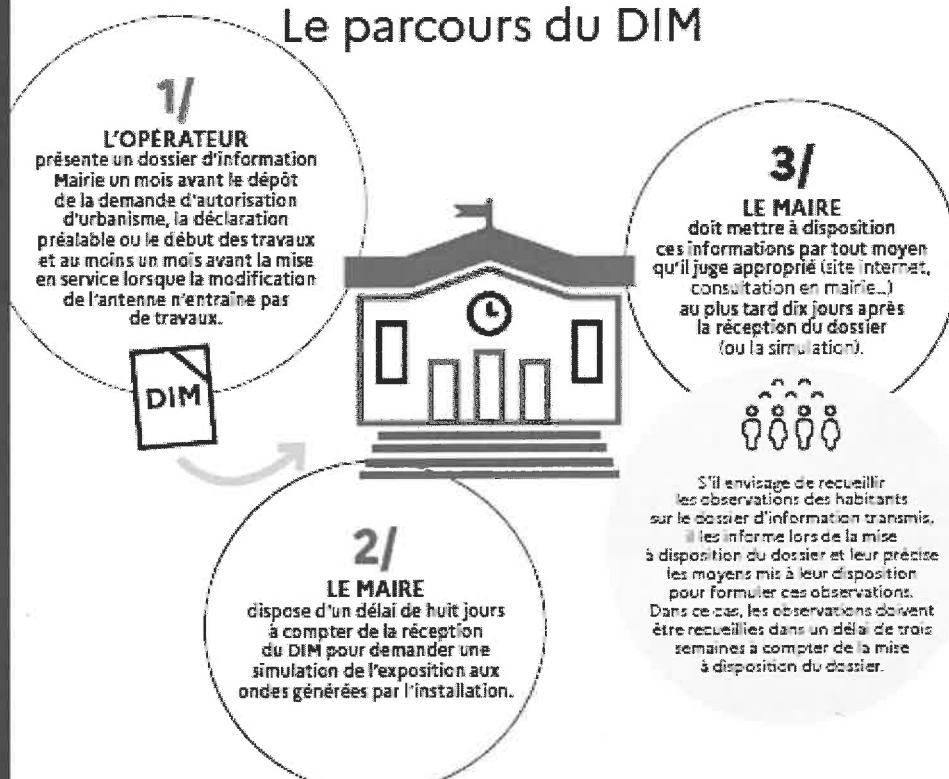 Le parcours du DIM
1/
L'OPÉRATEUR
présente un dossier d'information
Mairie un mois avant le dépôt
de la demande d'autorisation
d'urbanisme, la déclaration
préalable ou le début des travaux
et au moins un mois avant la mise
en service lorsque la modification
de l'antenne n'entraîne pas
de travaux.
DIM
2/
LE MAIRE
dispose d'un délai de huit jours
à compter de la réception
du DIM pour demander une
simulation de l'exposition aux
ondes générées par l'installation.
3/
LE MAIRE
doit mettre à disposition
ces informations par tout moyen
qu'il juge approprié (site internet,
consultation en mairie...)
au plus tard dix jours après
la réception du dossier
(ou la simulation).
S'il envisage de recueillir
les observations des habitants
sur le dossier d'information transmis,
il les informe lors de la mise
à disposition du dossier et leur précise
les moyens mis à leur disposition
pour formuler ces observations.
Dans ce cas, les observations doivent
être recueillies dans un délai de trois
semaines à compter de la mise
à disposition du dossier.